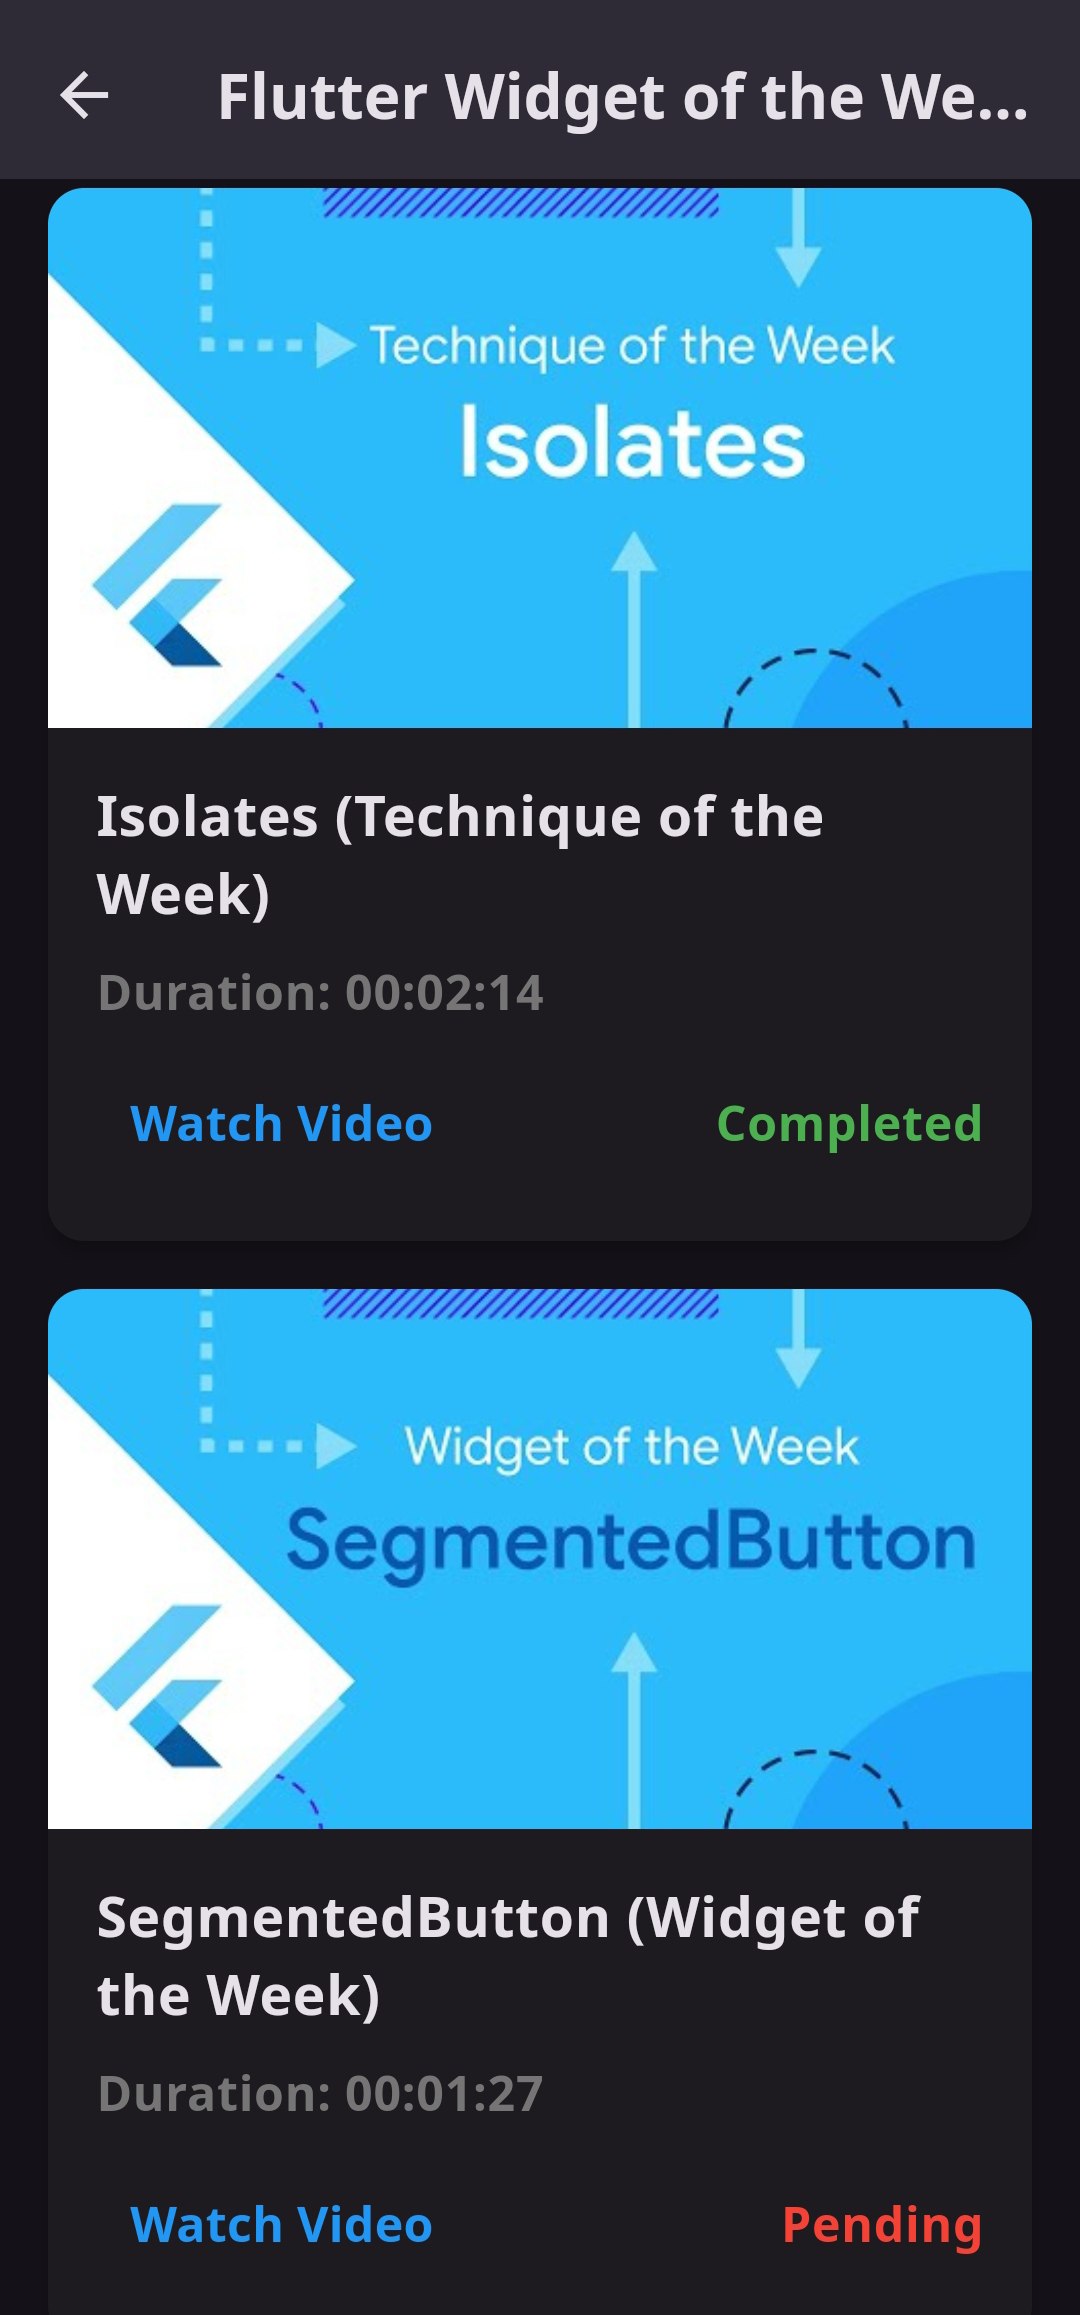 Flutter Widget of the We...
Technique of the Week
Isolates
Isolates (Technique of the
Week)
Duration: 00:02:14
Watch Video
Completed
Widget of the Week
SegmentedButton
SegmentedButton (Widget of
the Week)
Duration: 00:01:27
Watch Video
Pending